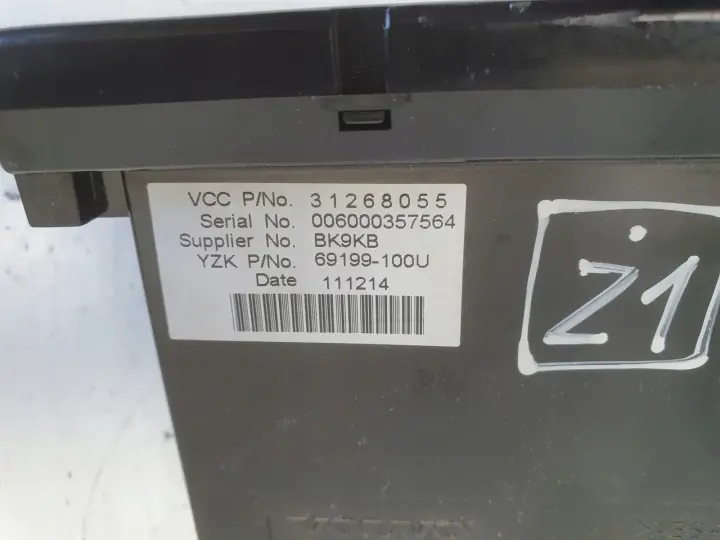 VCC P/No. 31268055
Serial No. 006000357564
Supplier No. BK9KB
YZK P/No. 69199-100U
Date 111214
Z1